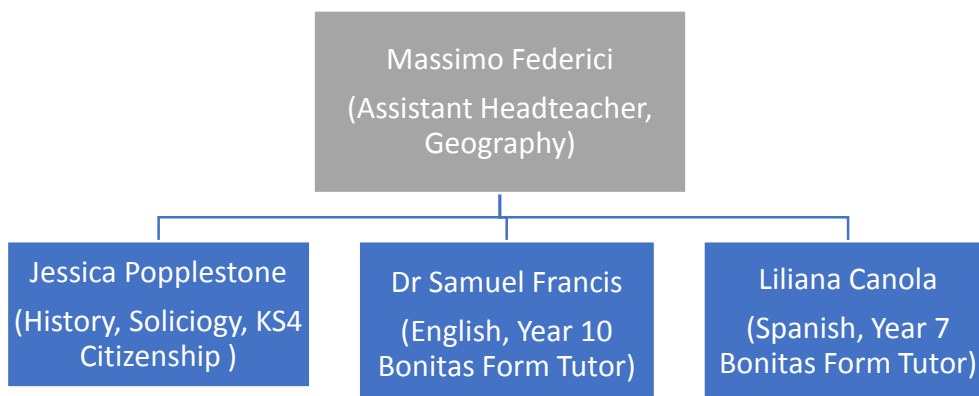 Massimo Federici
(Assistant Headteacher,
Geography)
Jessica Popplestone
(History, Soliciogy, KS4
Citizenship )
Dr Samuel Francis
(English, Year 10
Bonitas Form Tutor)
Liliana Canola
(Spanish, Year 7
Bonitas Form Tutor)